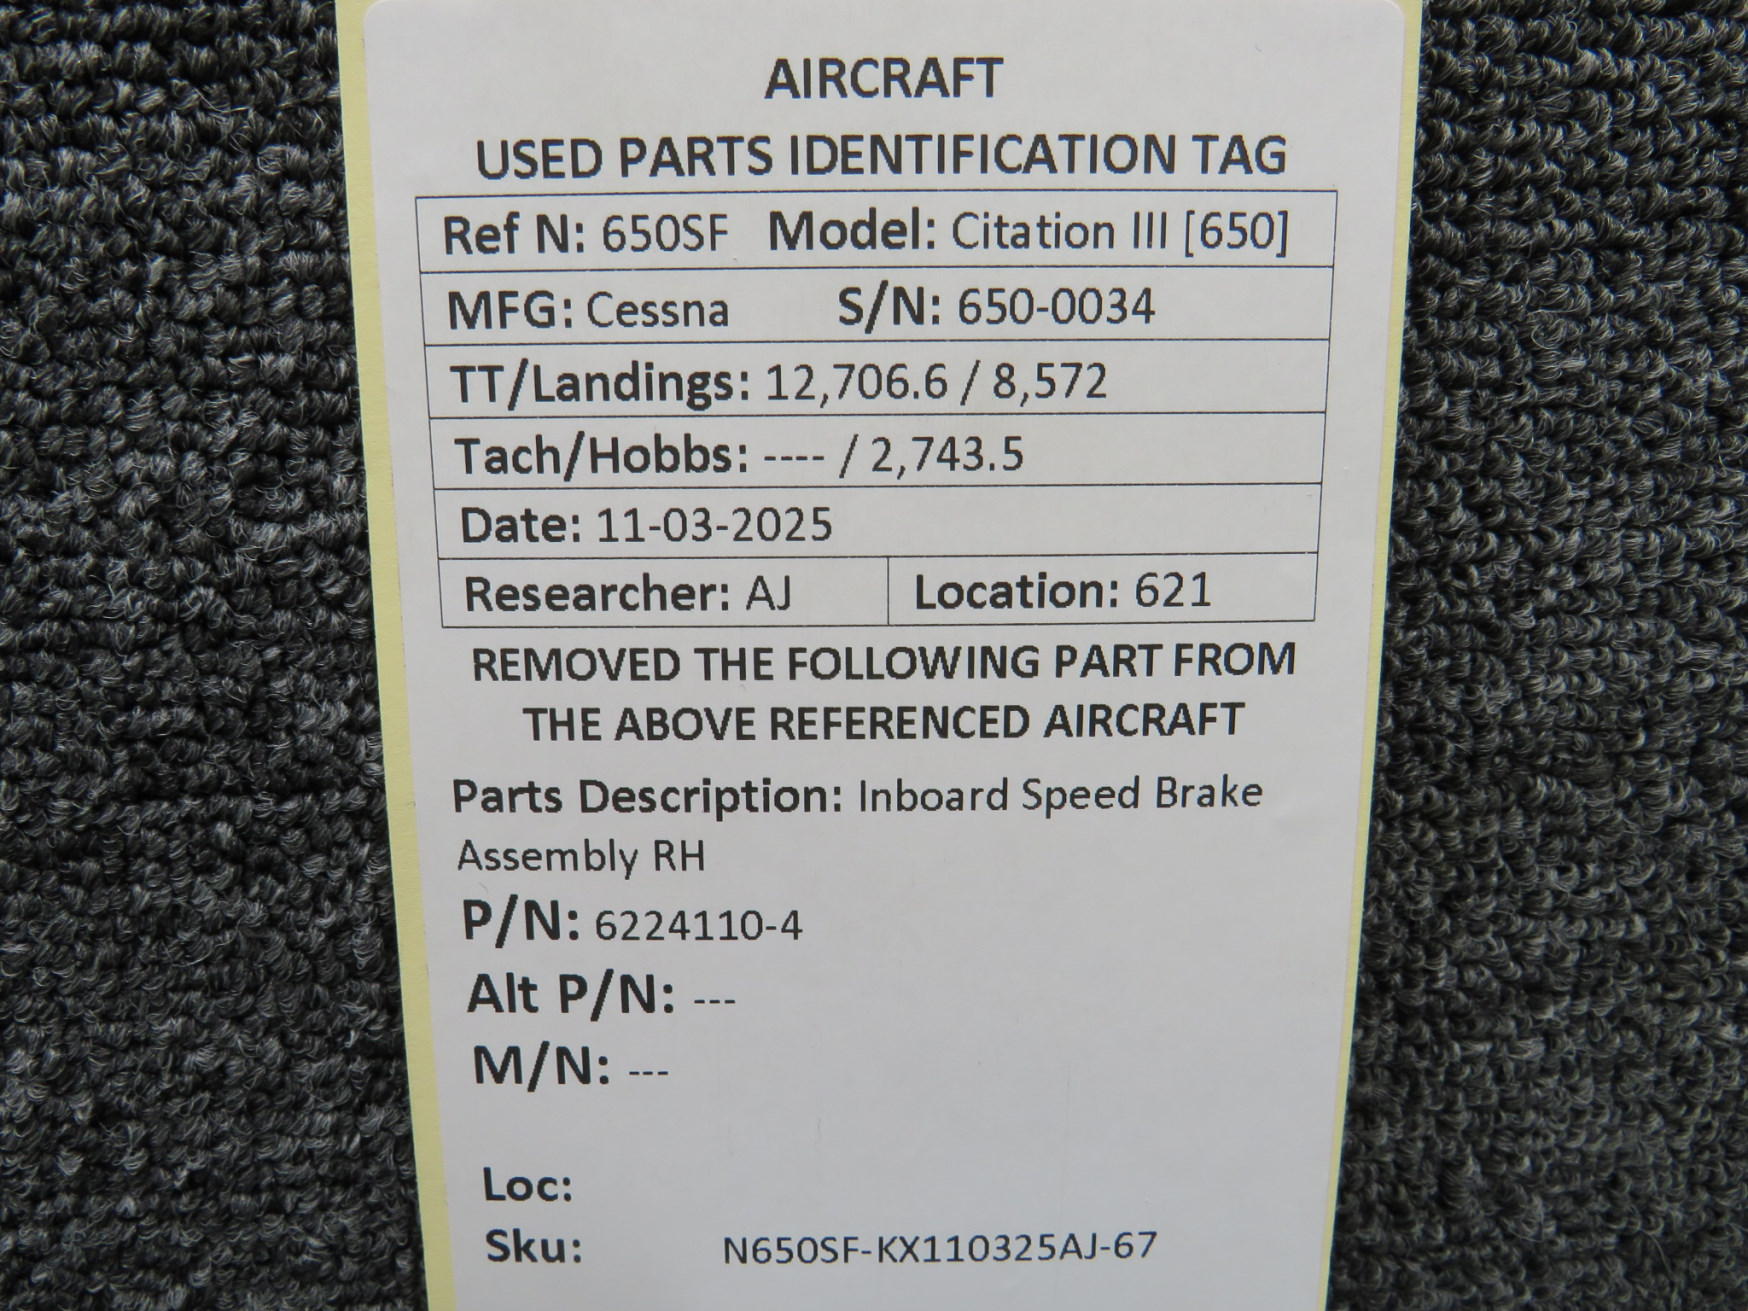 AIRCRAFT
USED PARTS IDENTIFICATION TAG
Ref N: 650SF Model: Citation III [650]
MFG: Cessna S/N: 650-0034
TT/Landings: 12,706.6 / 8,572
Tach/Hobbs: ---- / 2,743.5
Date: 11-03-2025
Researcher: AJ Location: 621
REMOVED THE FOLLOWING PART FROM
THE ABOVE REFERENCED AIRCRAFT
Parts Description: Inboard Speed Brake
Assembly RH
P/N: 6224110-4
Alt P/N: ---
M/N: ---
Loc:
Sku: N650SF-KX110325AJ-67